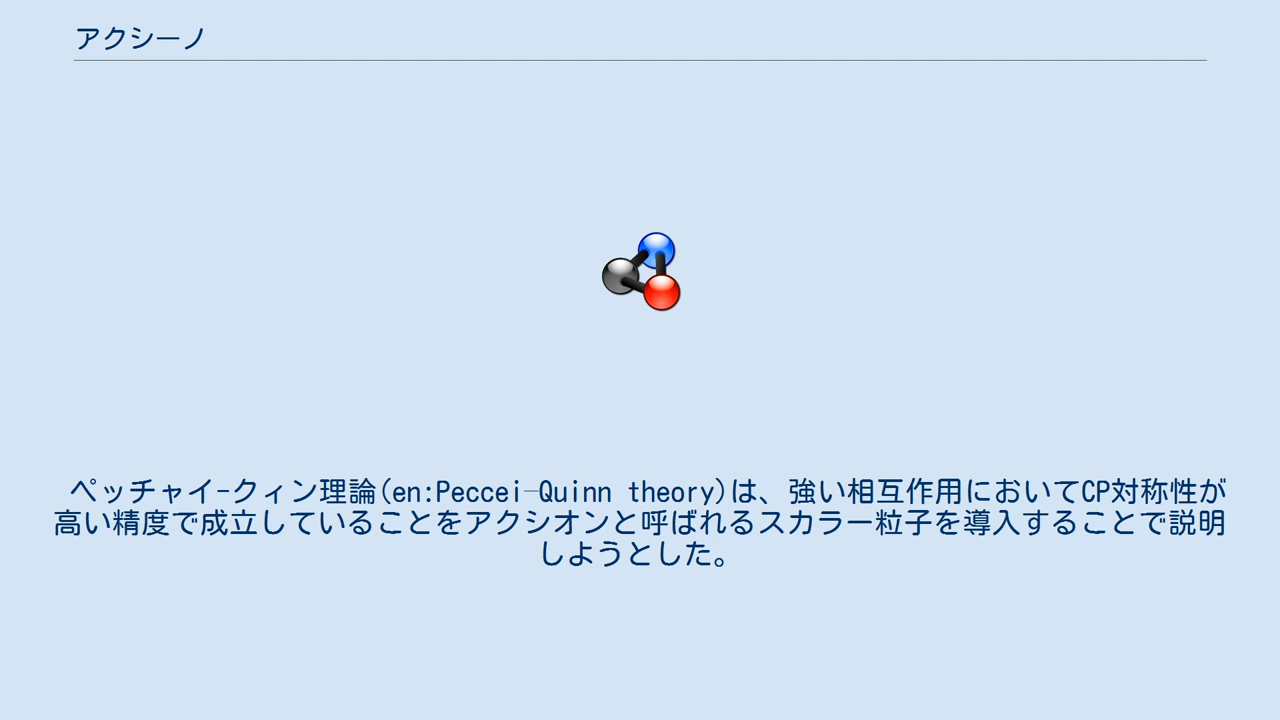 アクシーノ
ペッチャイ-クィン理論(en:Peccei–Quinn theory)は、強い相互作用においてCP対称性が
高い精度で成立していることをアクシオンと呼ばれるスカラー粒子を導入することで説明
しようとした。